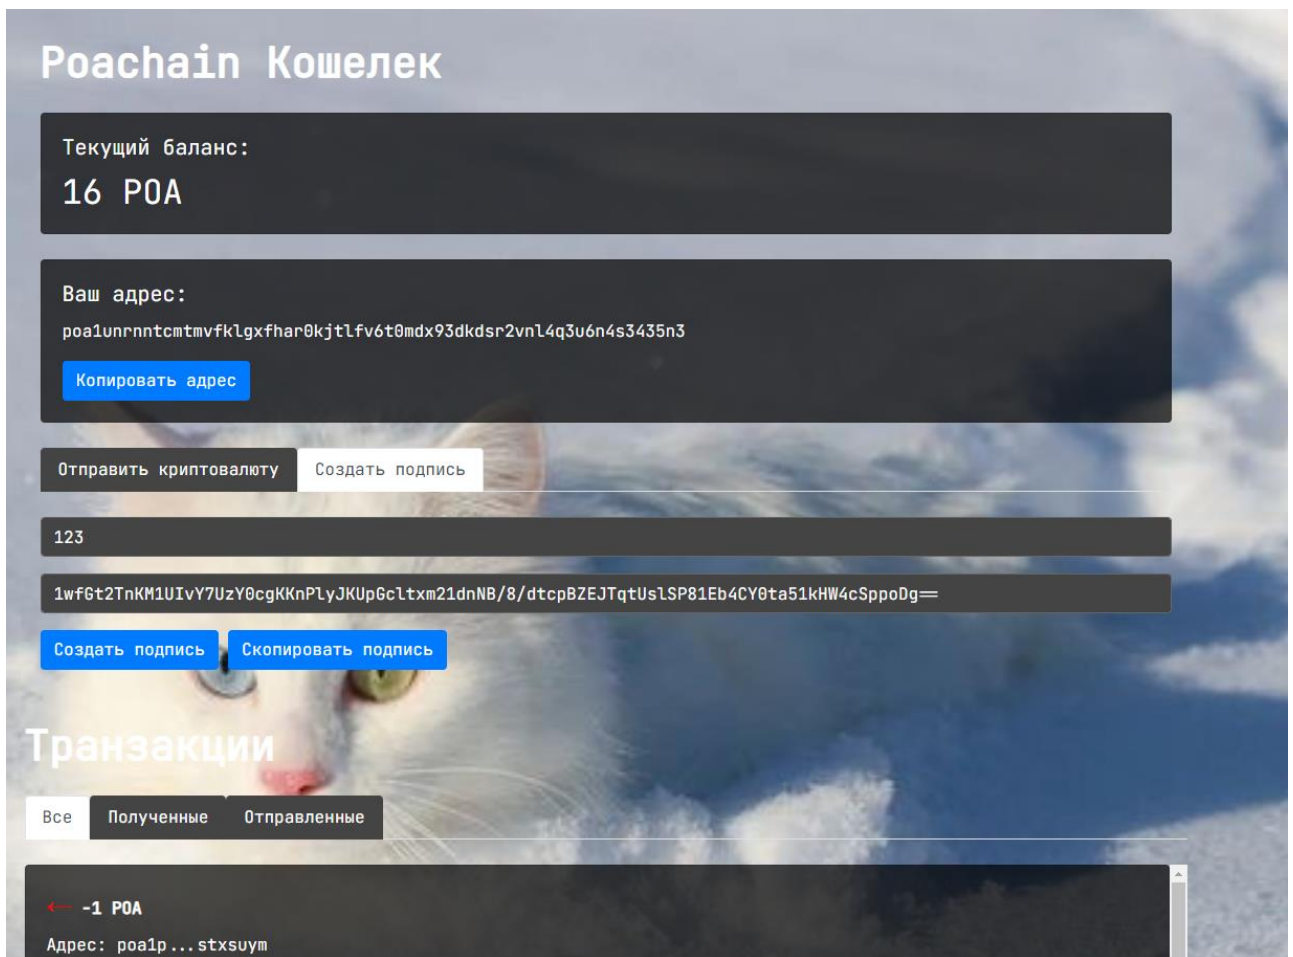 Poachain Кошелек
Текущий баланс:
16 POA
Ваш адрес:
poa1unrnntcmtmvfklgxfhar0kjtlfv6t0mdx93dkdsr2vnl4q3u6n4s3435n3
Копировать адрес
Отправить криптовалюту Создать подпись
123
1wfGt2TnKM1UIvY7UzY0cgKKnPlyJKUpGcltxm21dnNB/8/dtcpBZEJTqtUslSP81Eb4CY0ta51kHW4cSppoDg==
Создать подпись Скопировать подпись
Транзакции
Все Полученные Отправленные
← -1 POA
Адрес: poa1p...stxsuym